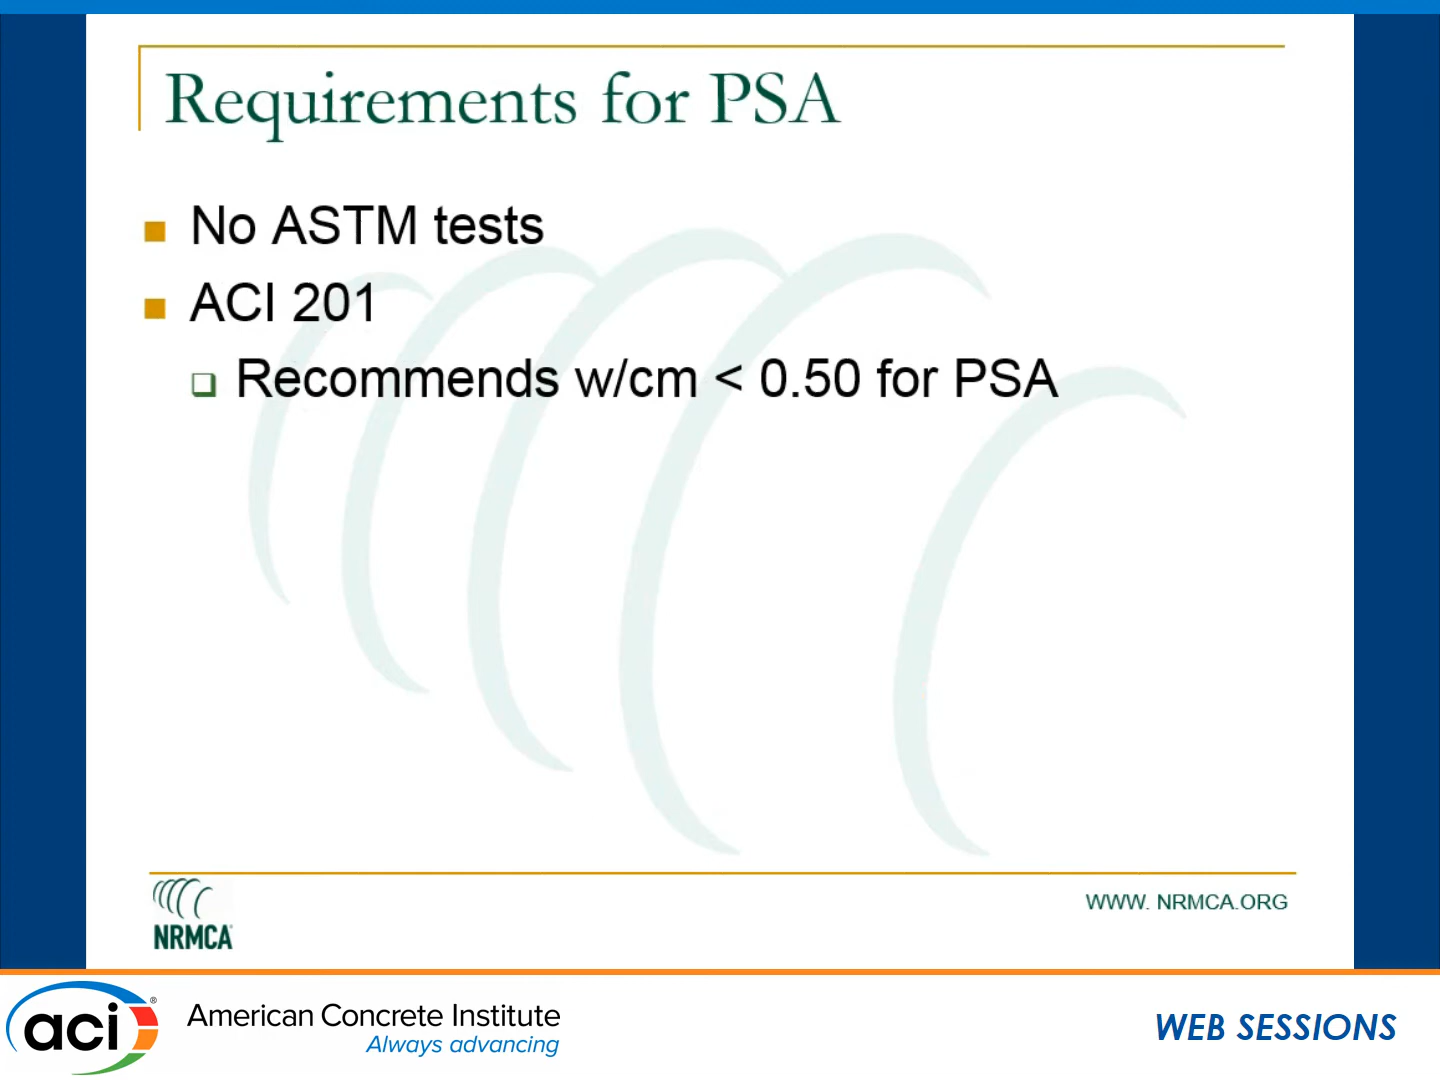 Requirements for PSA
No ASTM tests
ACI 201
Recommends w/cm < 0.50 for PSA
NRMCA
WWW. NRMCA.ORG
aci®
American Concrete Institute
Always advancing
WEB SESSIONS